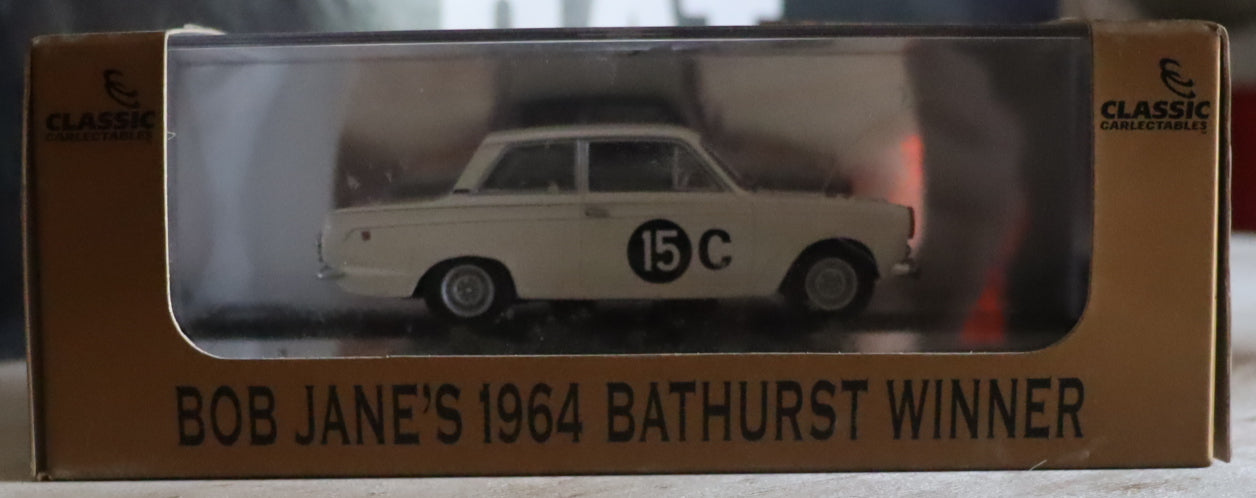 CLASSIC
CARLECTABLES
CLASSIC
CARLECTABLES
15 C
BOB JANE'S 1964 BATHURST WINNER